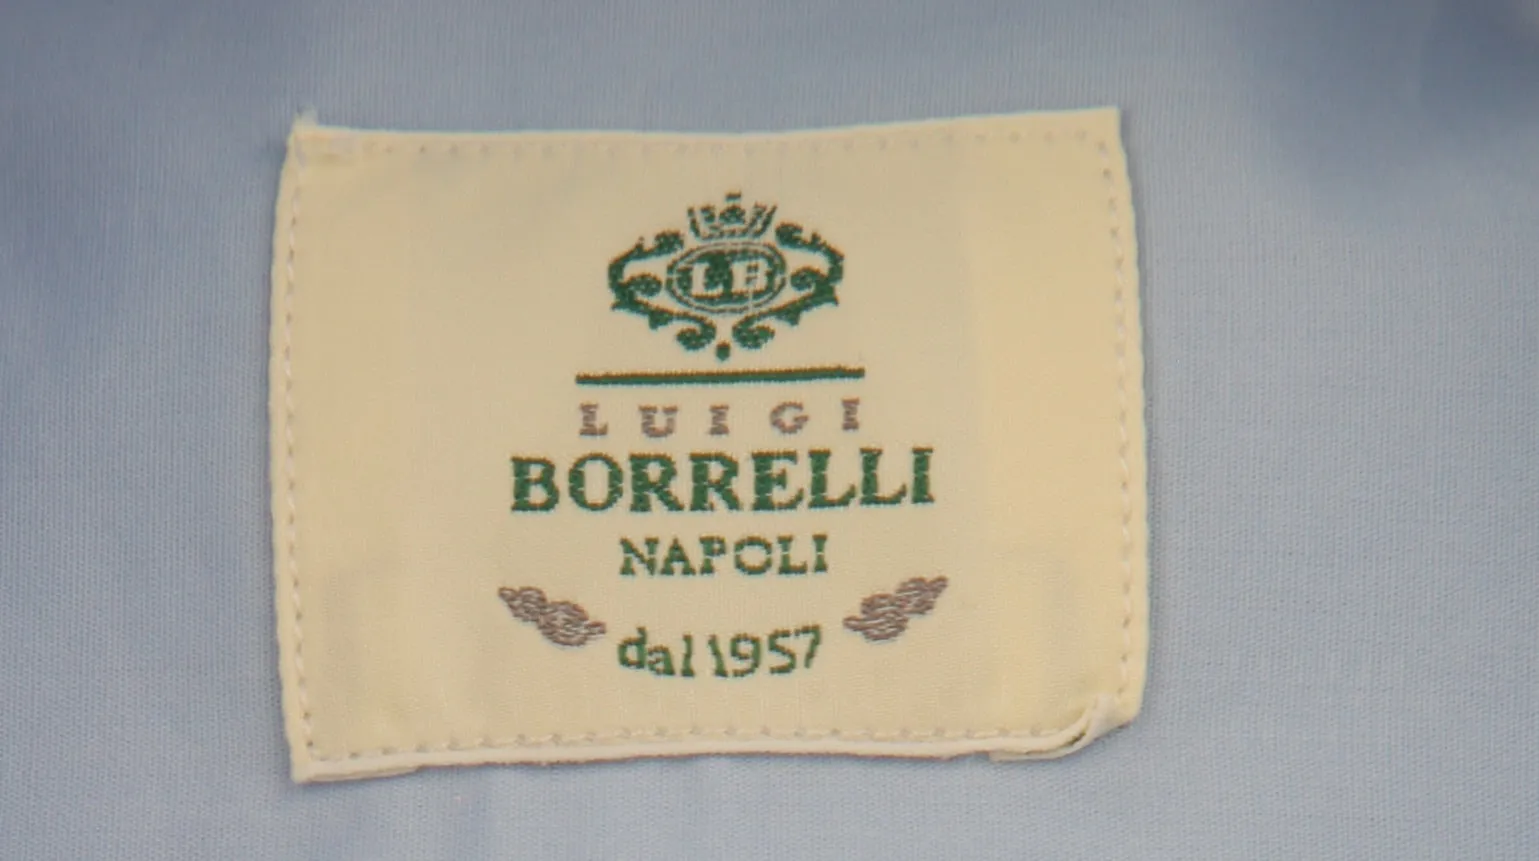 LB
LUIGI
BORRELLI
NAPOLI
dal 1957